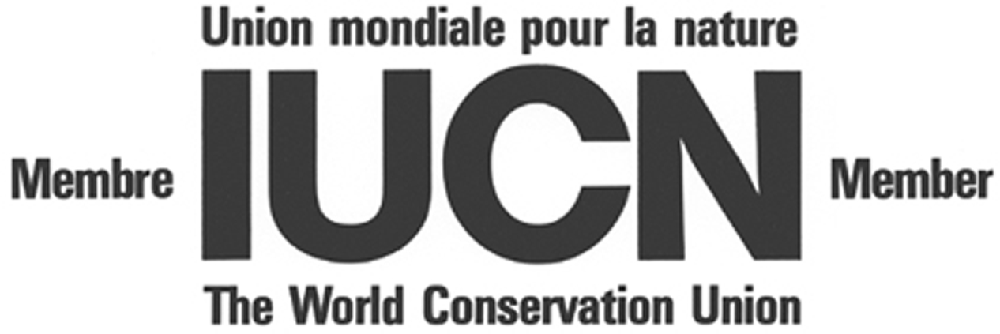 Union mondiale pour la nature
Membre IUCN Member
The World Conservation Union